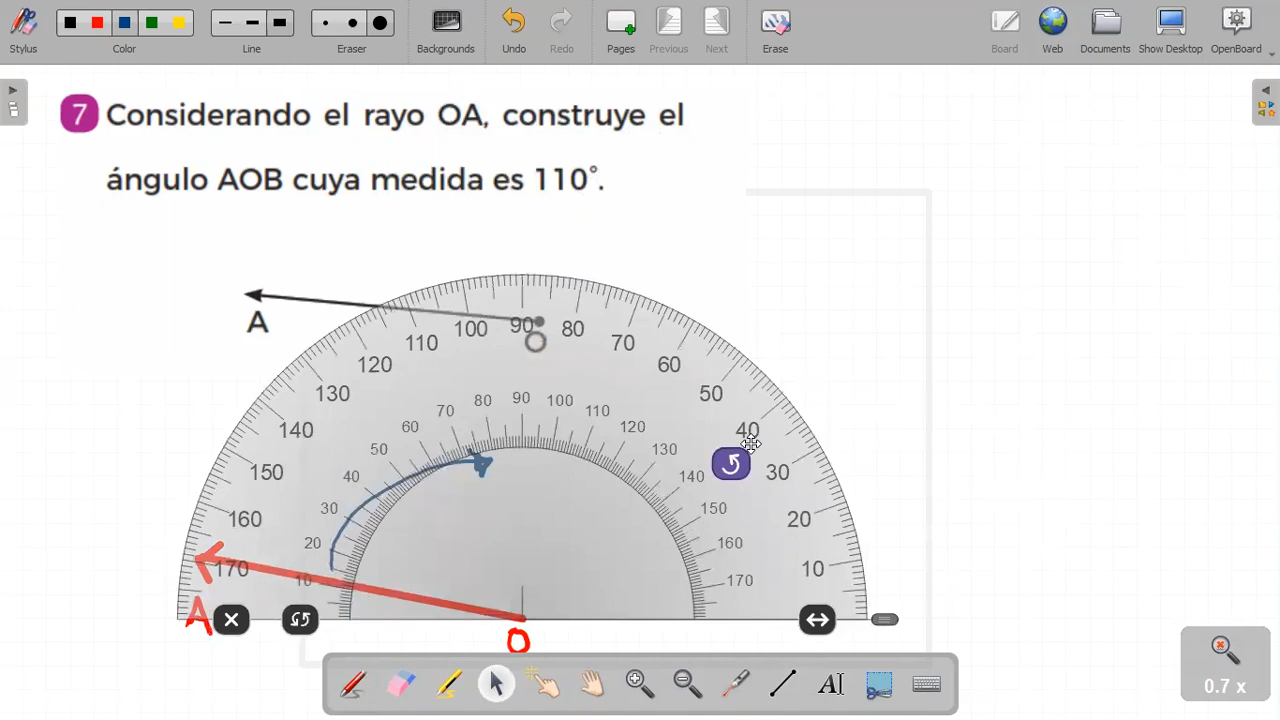 Stylus Color Line Eraser Backgrounds Undo Redo Pages Previous Next Erase Board Web Documents Show Desktop OpenBoard
7 Considerando el rayo OA, construye el
ángulo AOB cuya medida es 110°.
A
O
100 90 80
110 70
120 60
130 50
140 40
150 30
160 20
170 10
80 90 100
70 110
60 120
50 130
40 140
30 150
20 160
10 170
A
O
AI
0.7 x